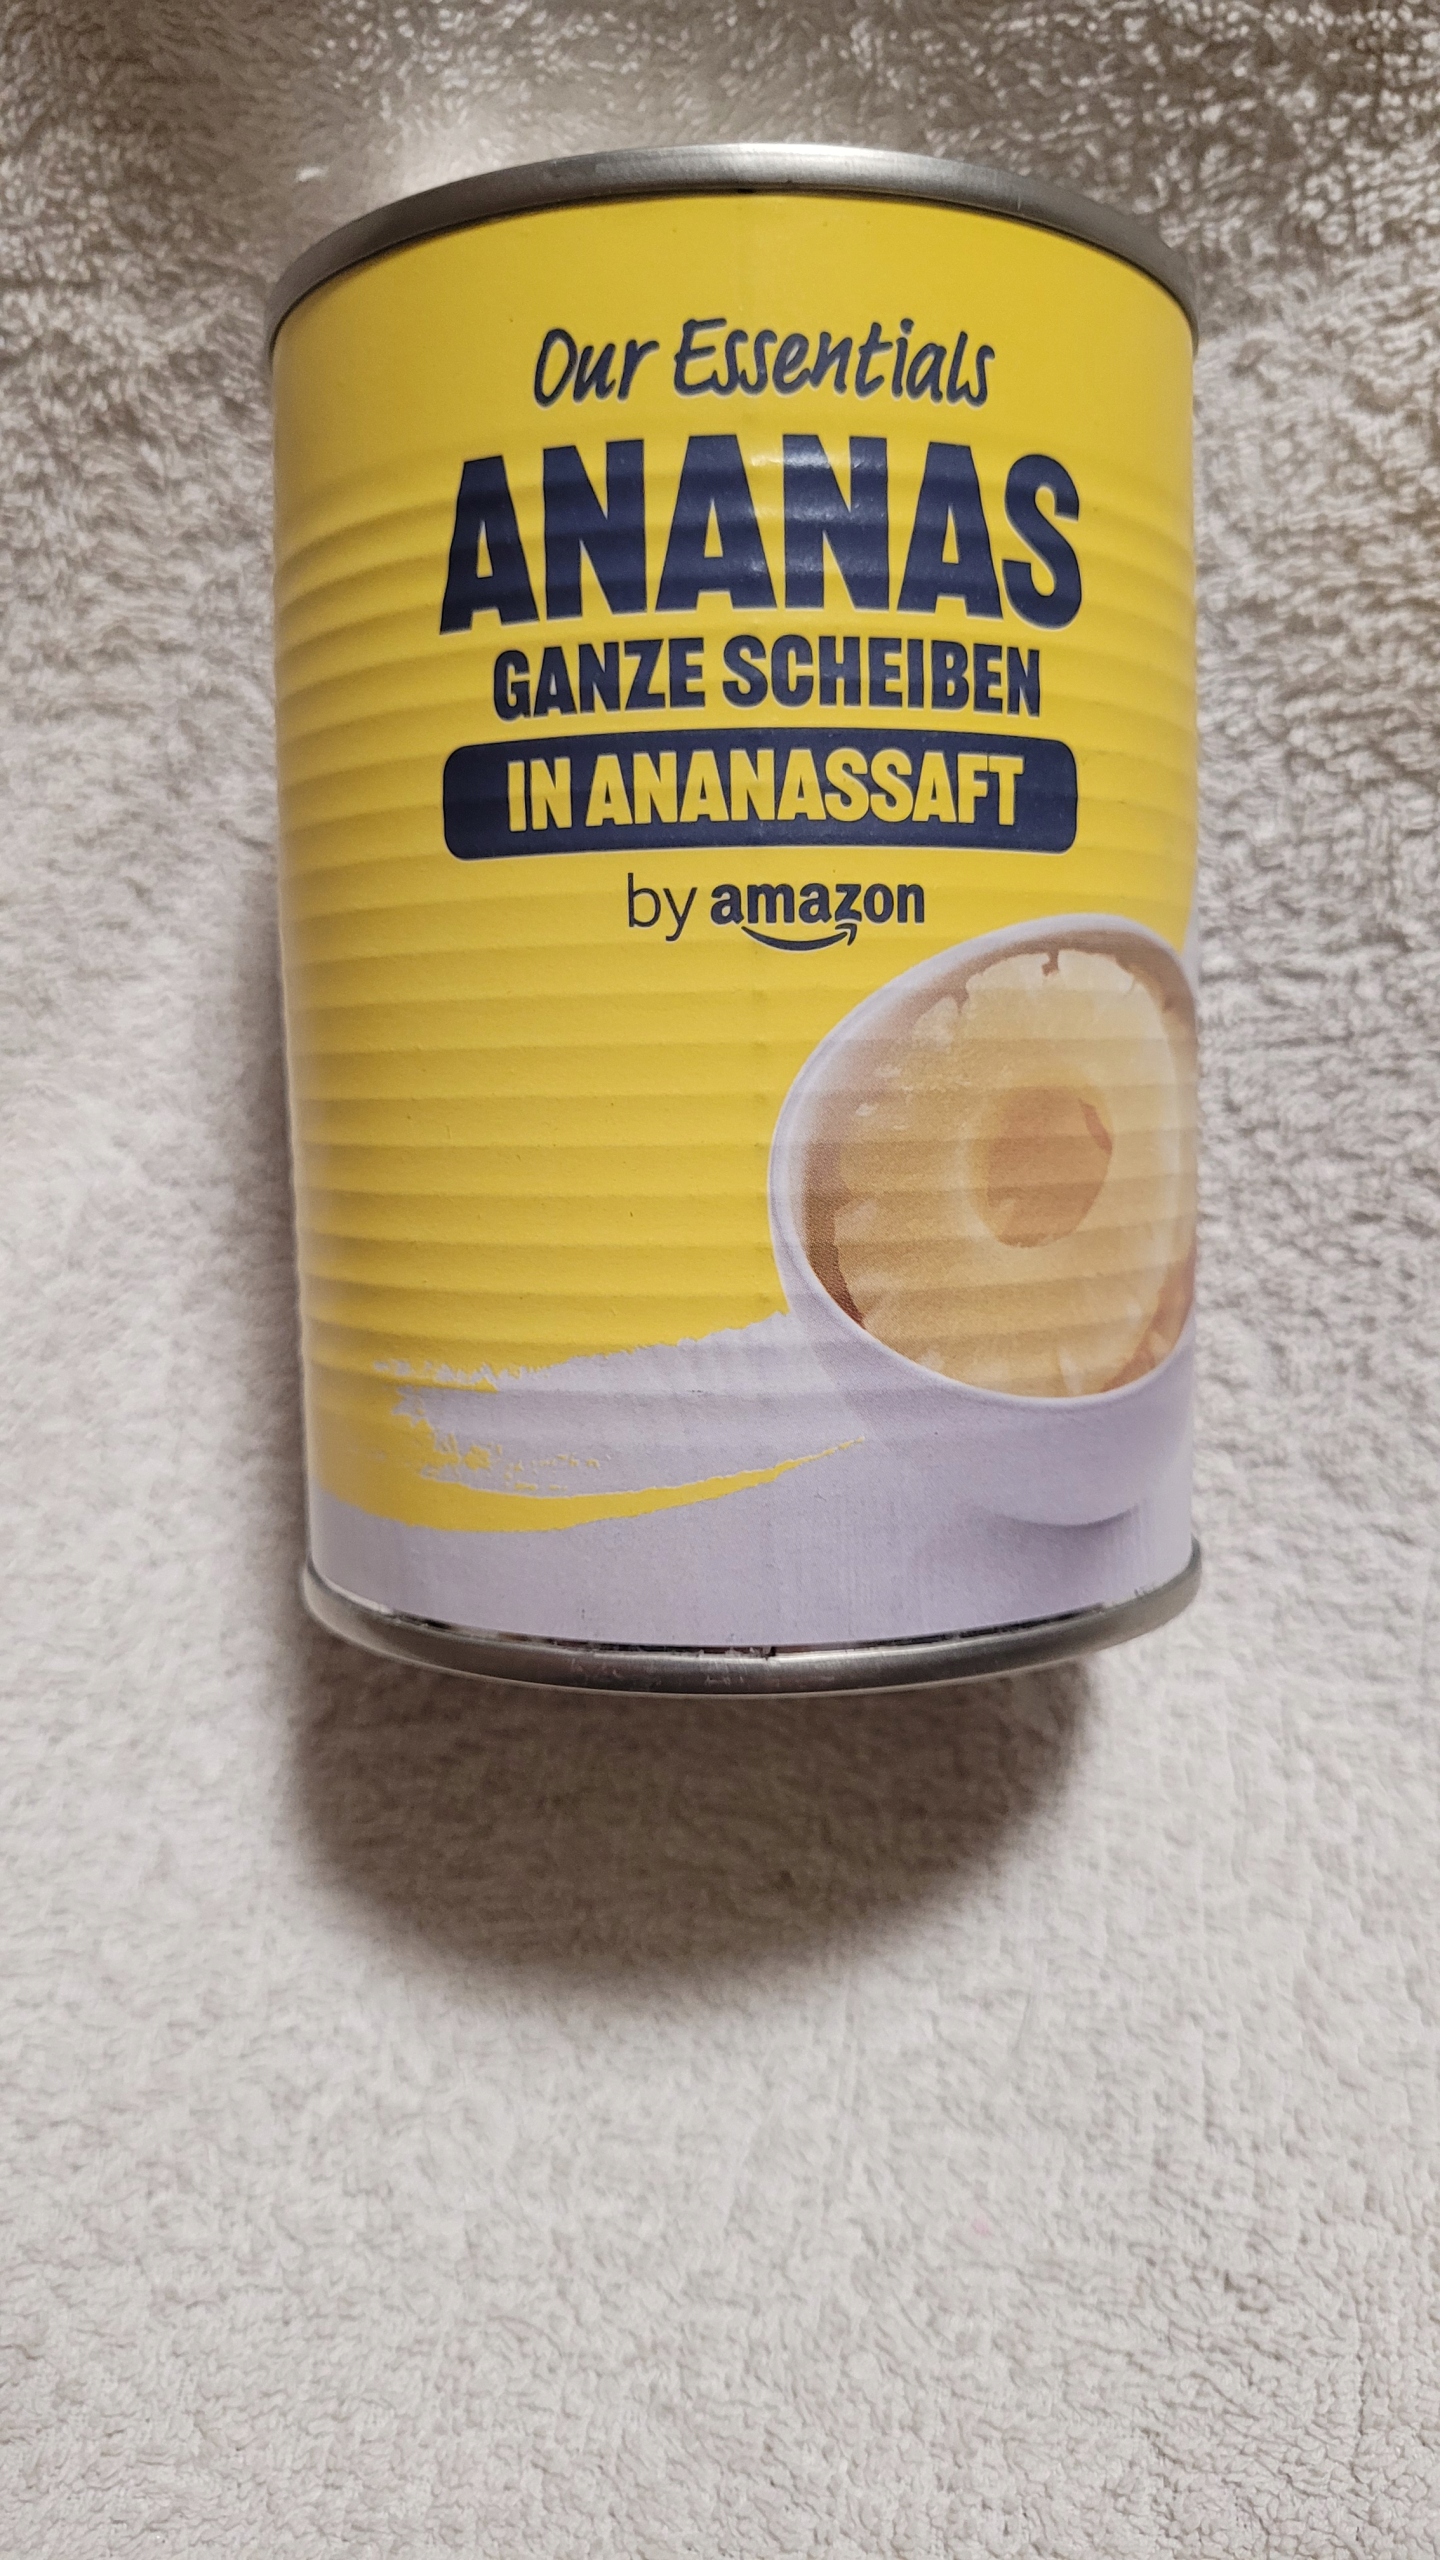 Our Essentials
ANANAS
GANZE SCHEIBEN
IN ANANASSAFT
by amazon